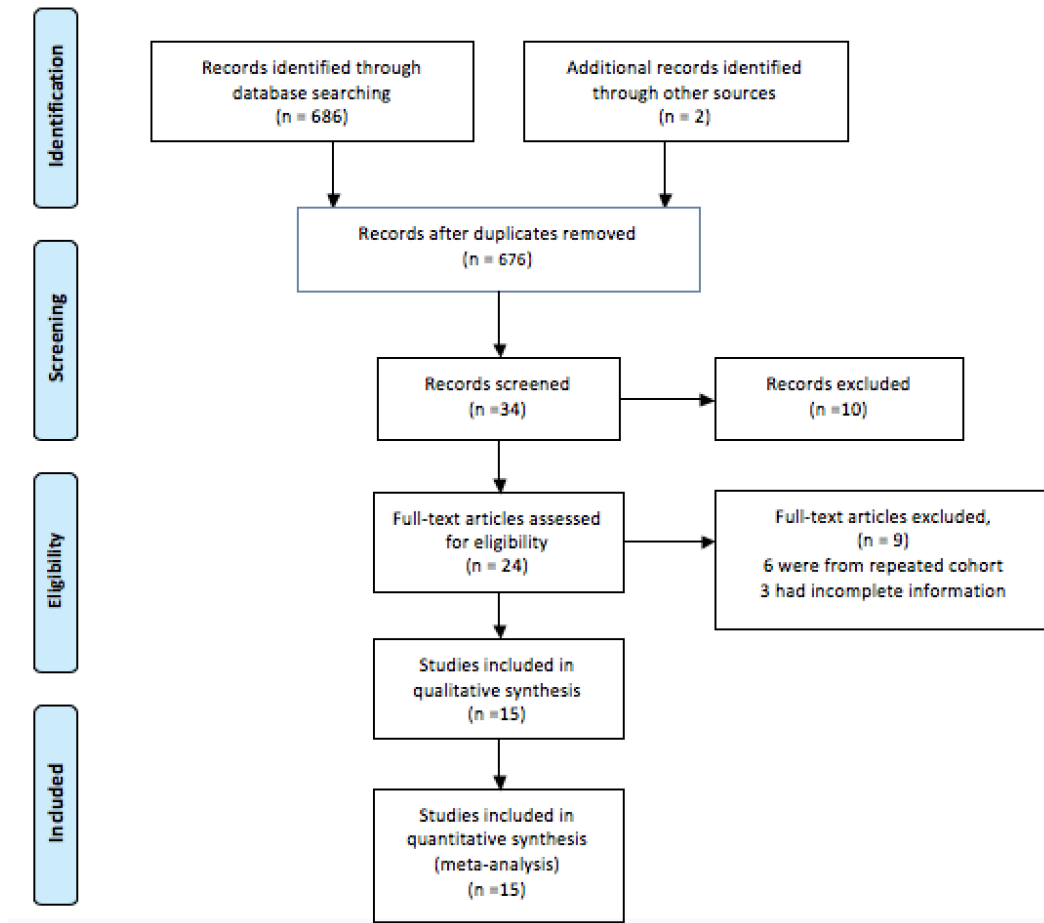 Identification
Records identified through
database searching
(n = 686)
Additional records identified
through other sources
(n = 2)
Records after duplicates removed
(n = 676)
Screening
Records screened
(n =34)
Records excluded
(n =10)
Eligibility
Full-text articles assessed
for eligibility
(n = 24)
Full-text articles excluded,
(n = 9)
6 were from repeated cohort
3 had incomplete information
Studies included in
qualitative synthesis
(n =15)
Included
Studies included in
quantitative synthesis
(meta-analysis)
(n =15)